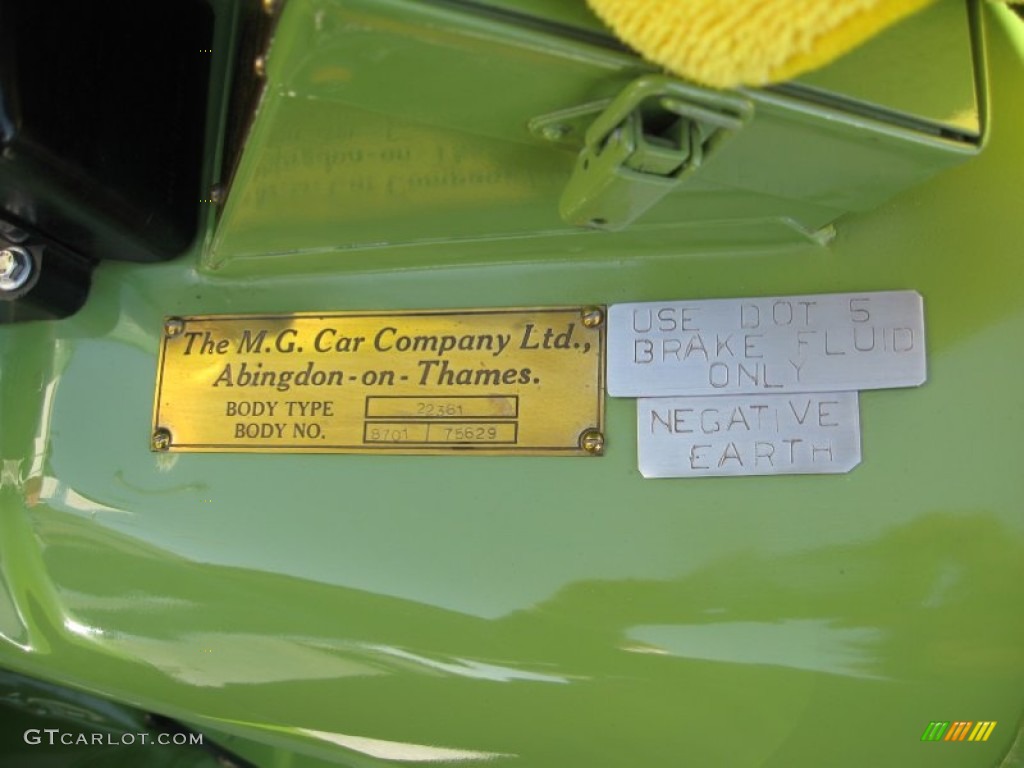 The M.G. Car Company Ltd.,
Abingdon-on-Thames.
BODY TYPE 22381
BODY NO. 8701 75629
USE DOT 5
BRAKE FLUID
ONLY
NEGATIVE
EARTH
GTCARLOT.COM